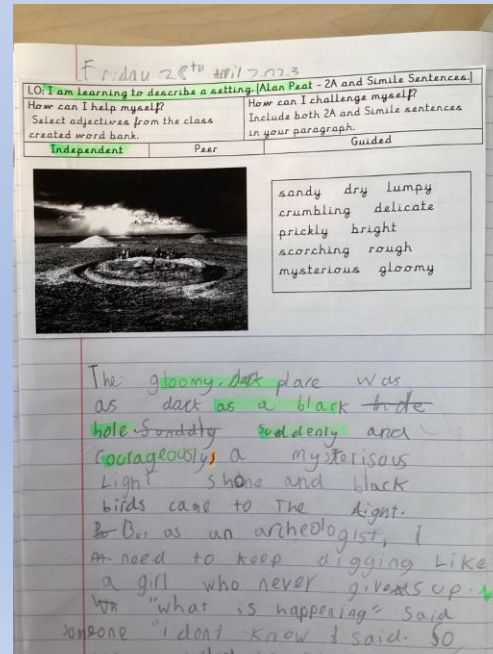 Friday 28th April 2023
LO: I am learning to describe a setting. [Alan Peat - 2A and Simile Sentences.]
How can I help myself?
Select adjectives from the class
created word bank.
How can I challenge myself?
Include both 2A and Simile sentences
in your paragraph.
Independent Peer Guided
sandy dry lumpy
crumbling delicate
prickly bright
scorching rough
mysterious gloomy
The gloomy, dark place was
as dark as a black
hole. Sunddly suddenly and
Courageously, a mysterisous
Light shone and black
birds came to The light.
But as an archeologist, I
need to keep digging Like
a girl who never gives up.
"what is happening" said
someone "i dont know I said. So